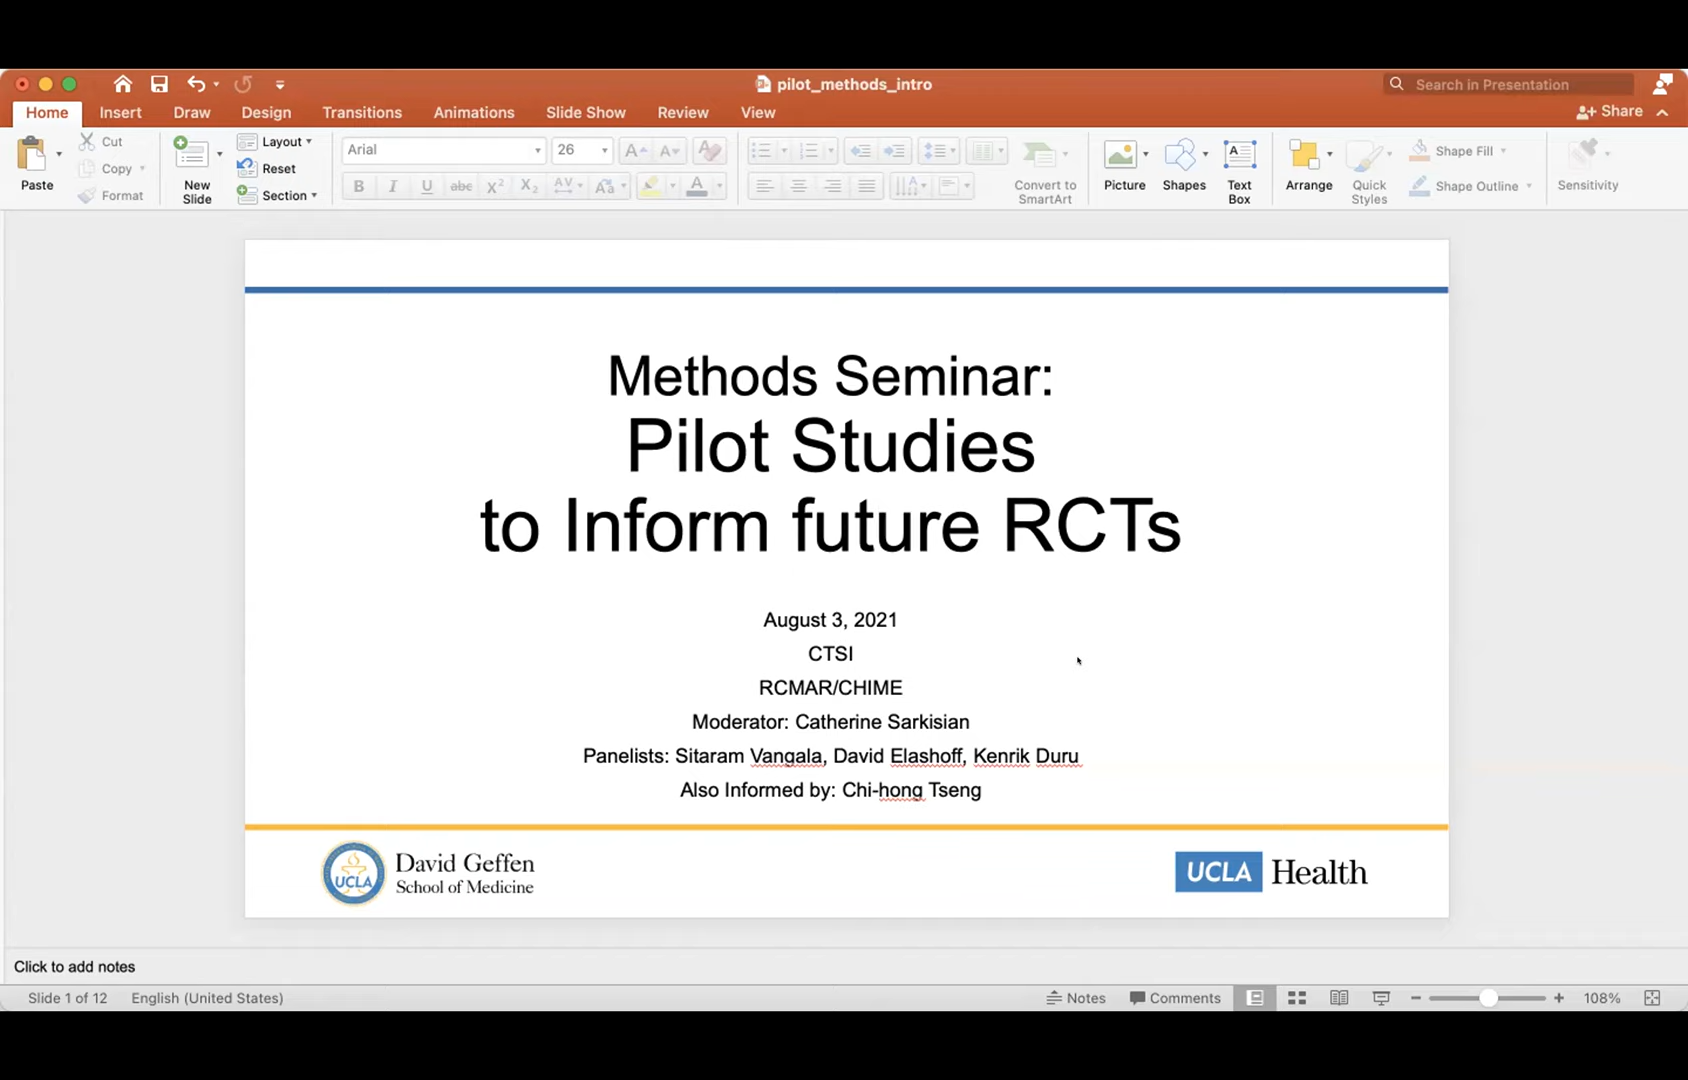 pilot_methods_intro
Search in Presentation
Home
Insert
Draw
Design
Transitions
Animations
Slide Show
Review
View
Share
Paste
Cut
Copy
Format
New
Slide
Layout
Reset
Section
Arial
26
Convert to
SmartArt
Picture
Shapes
Text
Box
Arrange
Quick
Styles
Shape Fill
Shape Outline
Sensitivity
Methods Seminar:
Pilot Studies
to Inform future RCTs
August 3, 2021
CTSI
RCMAR/CHIME
Moderator: Catherine Sarkisian
Panelists: Sitaram Vangala, David Elashoff, Kenrik Duru
Also Informed by: Chi-hong Tseng
UCLA
David Geffen
School of Medicine
UCLA Health
Click to add notes
Slide 1 of 12
English (United States)
Notes
Comments
108%